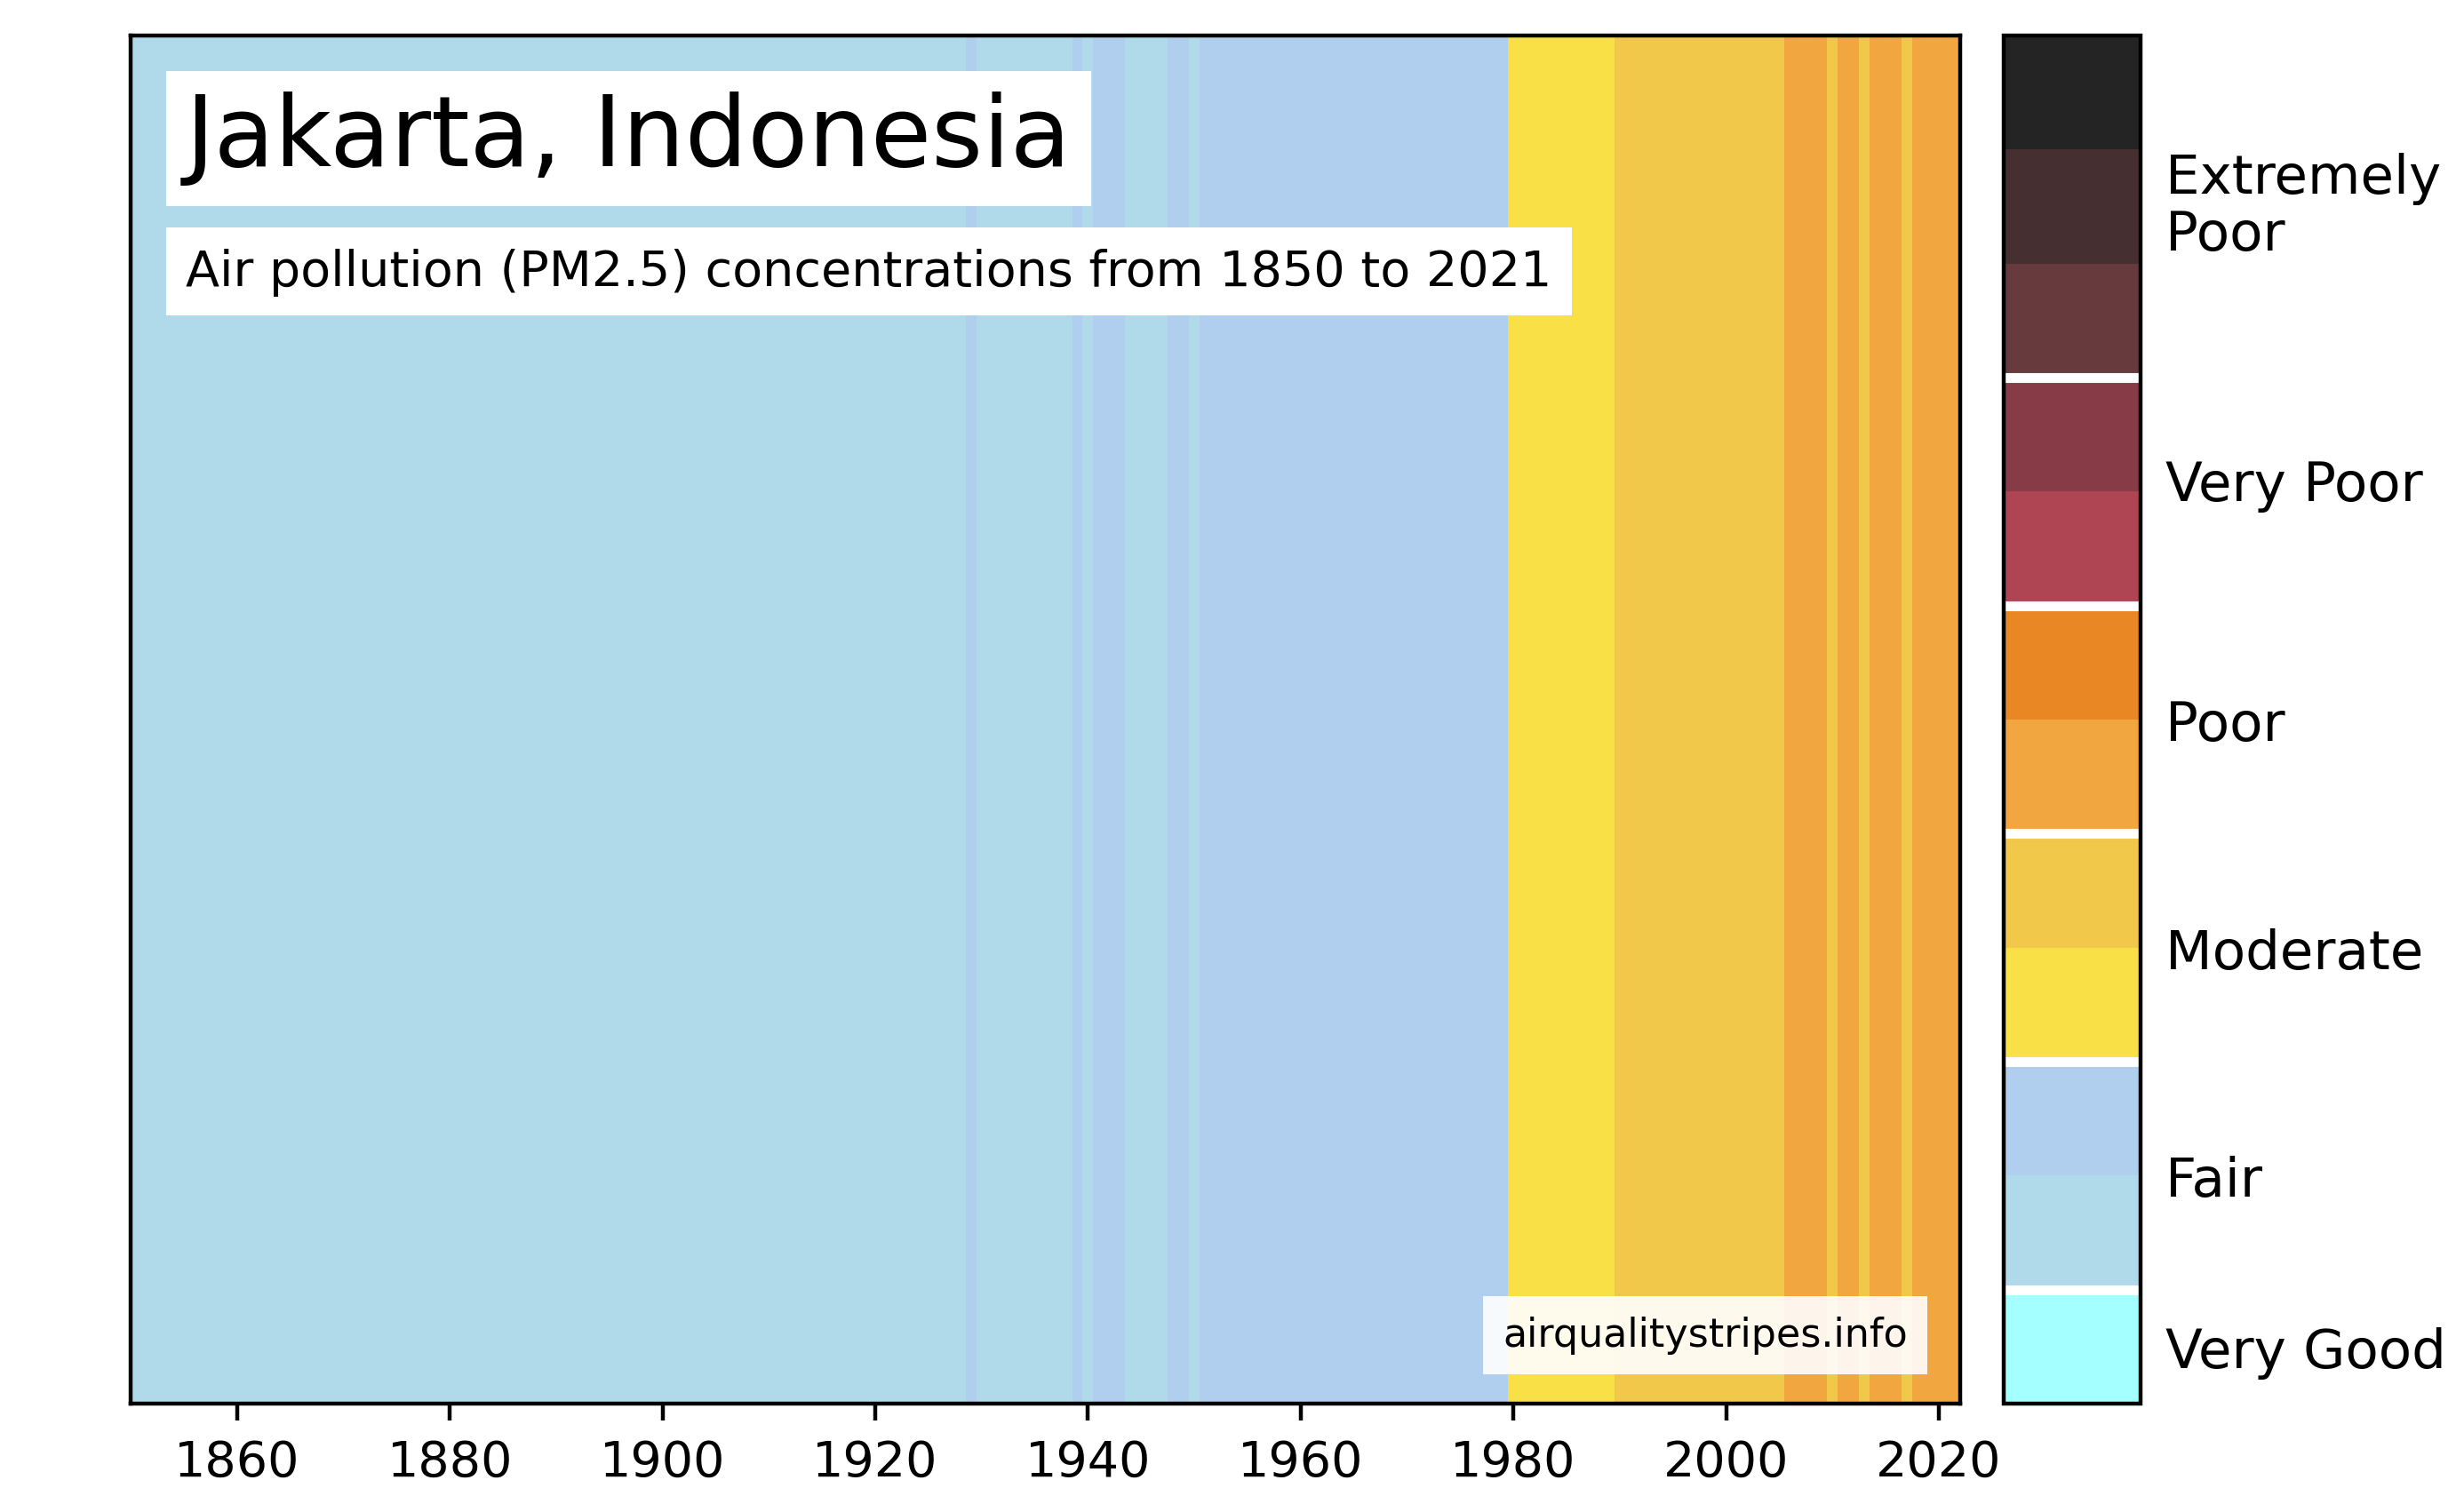 Jakarta, Indonesia
Air pollution (PM2.5) concentrations from 1850 to 2021
airqualitystripes.info
1860 1880 1900 1920 1940 1960 1980 2000 2020
Extremely
Poor
Very Poor
Poor
Moderate
Fair
Very Good